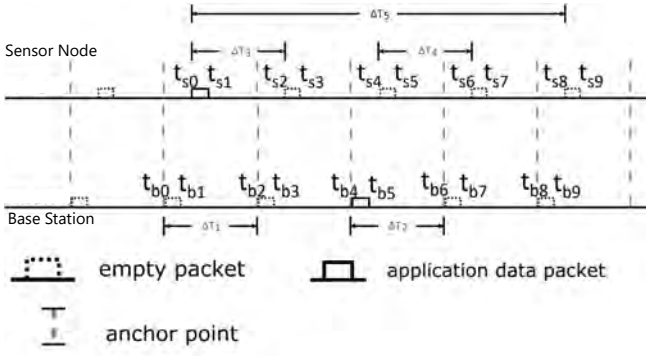 ΔT5
Sensor Node ΔT3 ΔT4
ts0 ts1 ts2 ts3 ts4 ts5 ts6 ts7 ts8 ts9
tb0 tb1 tb2 tb3 tb4 tb5 tb6 tb7 tb8 tb9
Base Station ΔT1 ΔT2
empty packet application data packet
anchor point